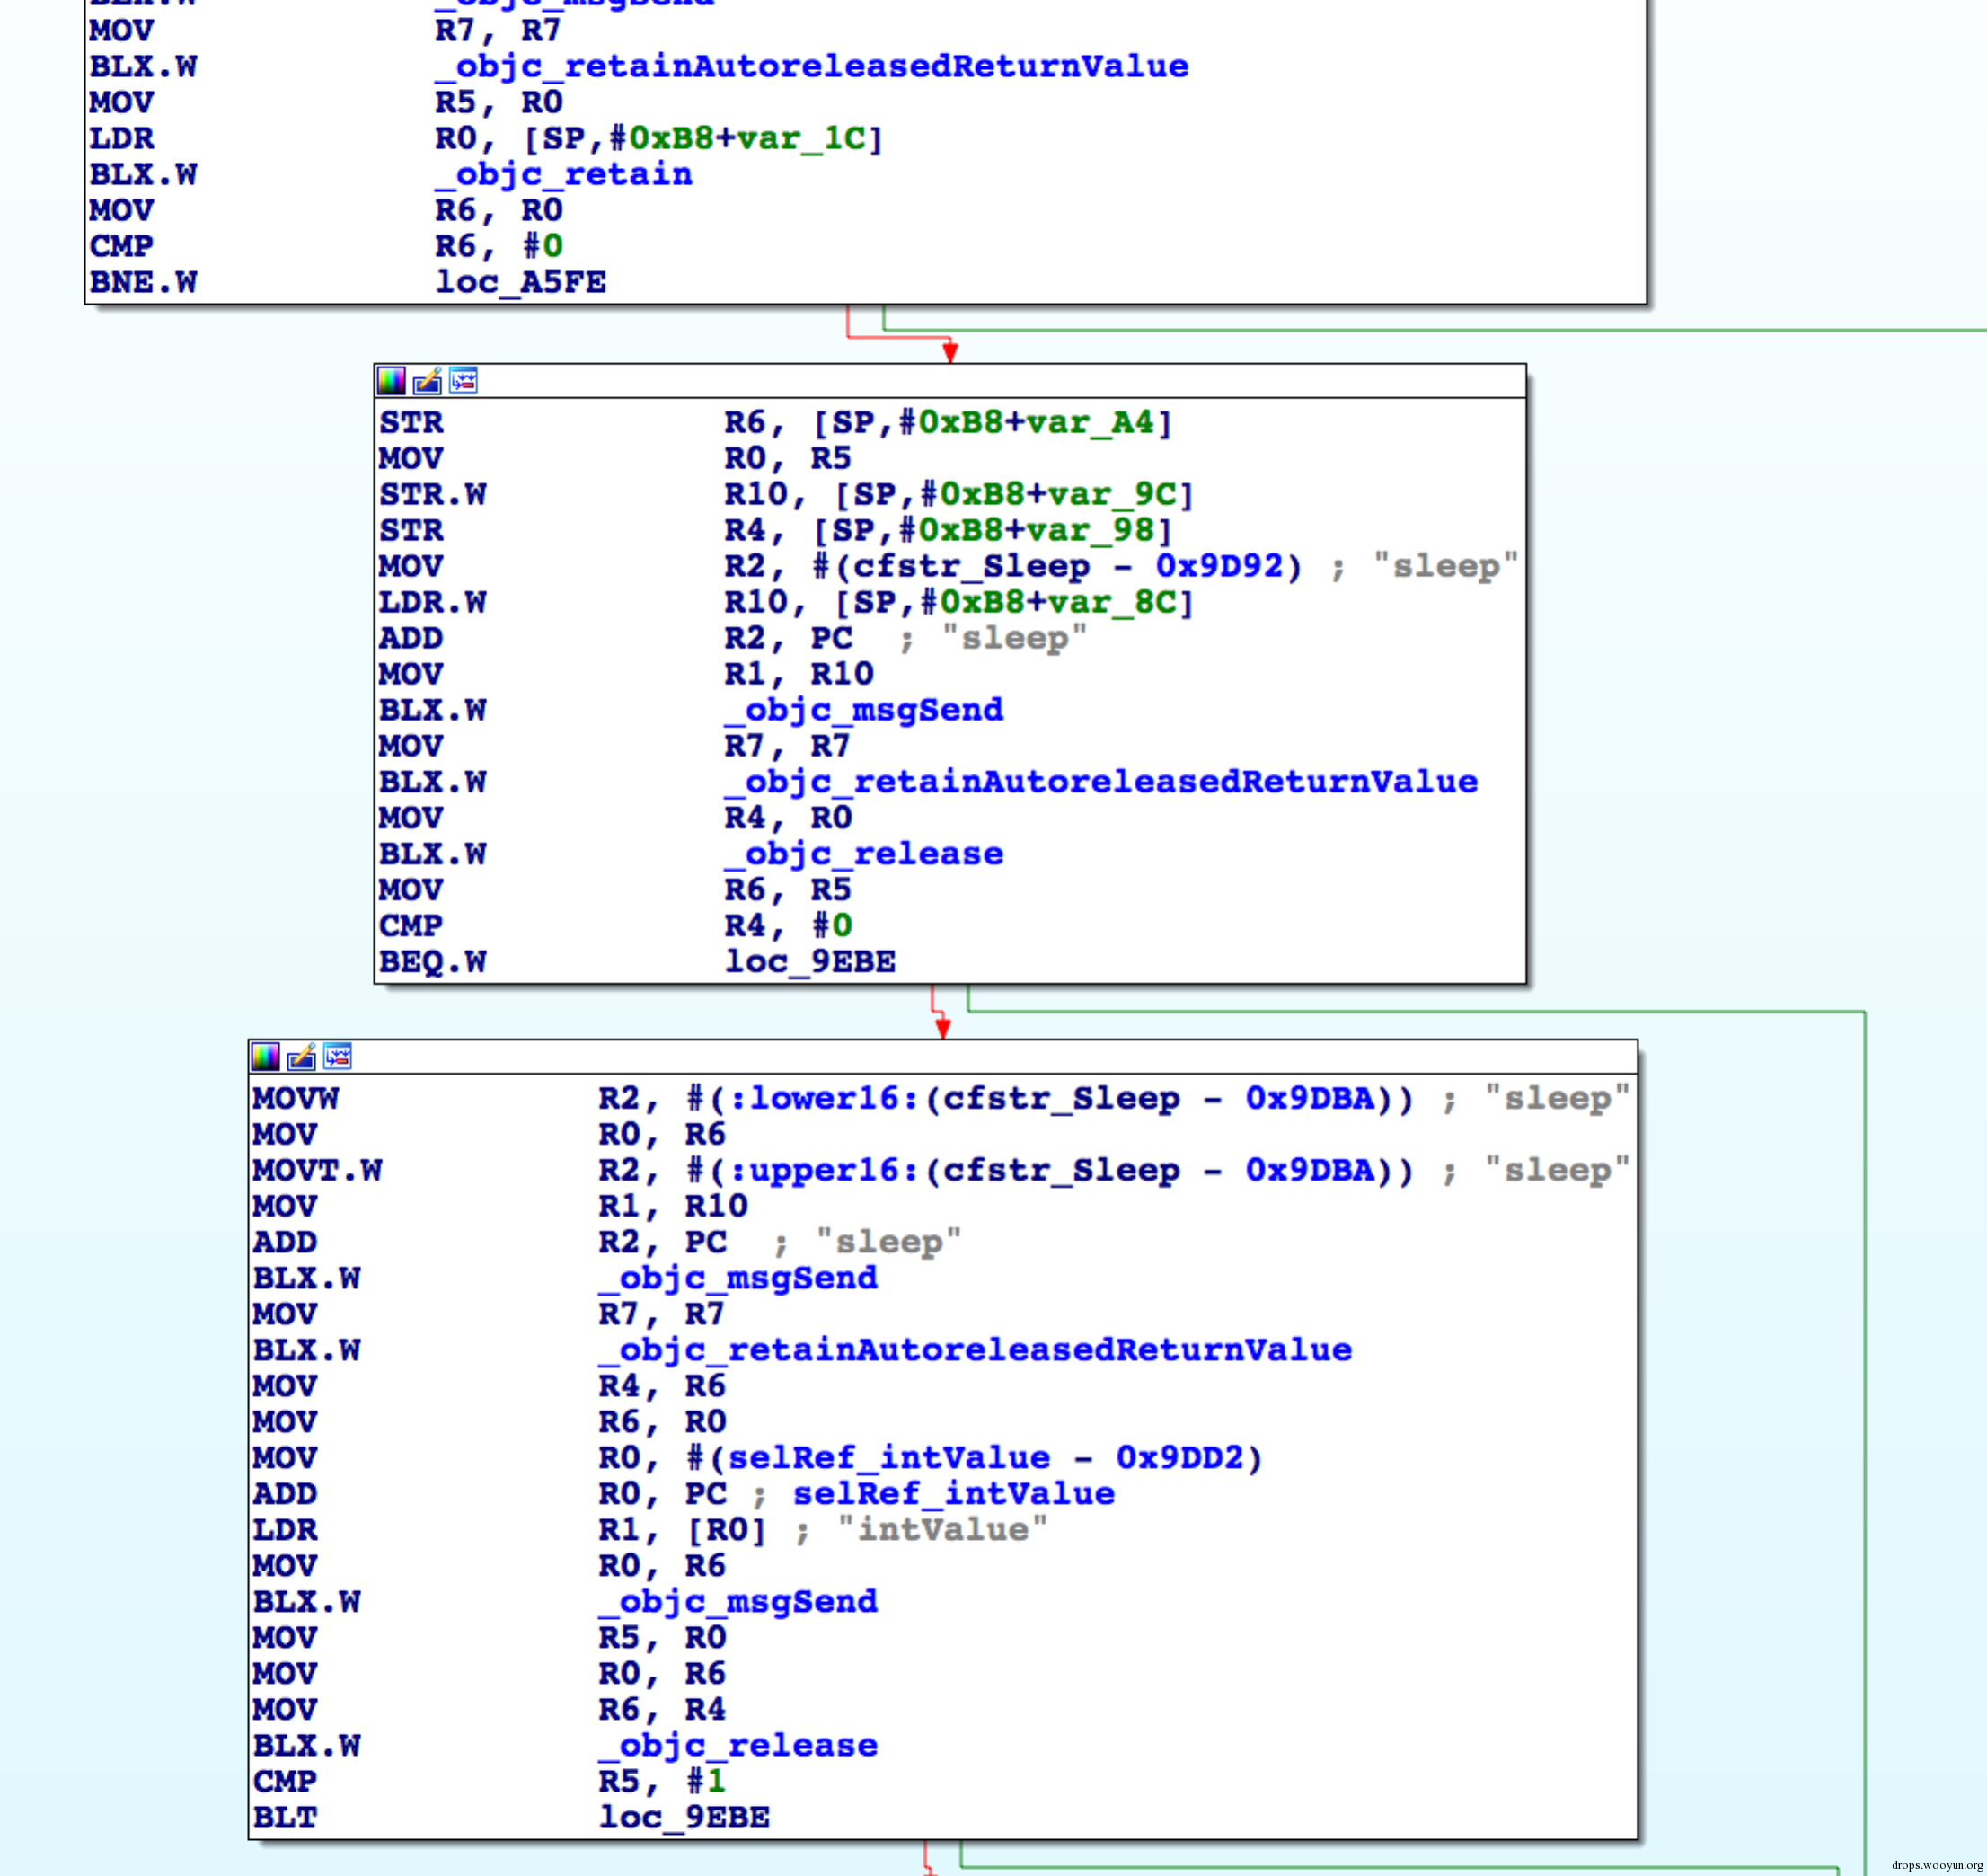 BLX.W _objc_msgSend
MOV R7, R7
BLX.W _objc_retainAutoreleasedReturnValue
MOV R5, R0
LDR R0, [SP,#0xB8+var_1C]
BLX.W _objc_retain
MOV R6, R0
CMP R6, #0
BNE.W loc_A5FE
STR R6, [SP,#0xB8+var_A4]
MOV R0, R5
STR.W R10, [SP,#0xB8+var_9C]
STR R4, [SP,#0xB8+var_98]
MOV R2, #(cfstr_Sleep - 0x9D92) ; "sleep"
LDR.W R10, [SP,#0xB8+var_8C]
ADD R2, PC ; "sleep"
MOV R1, R10
BLX.W _objc_msgSend
MOV R7, R7
BLX.W _objc_retainAutoreleasedReturnValue
MOV R4, R0
BLX.W _objc_release
MOV R6, R5
CMP R4, #0
BEQ.W loc_9EBE
MOVW R2, #(:lower16:(cfstr_Sleep - 0x9DBA)) ; "sleep"
MOV R0, R6
MOVT.W R2, #(:upper16:(cfstr_Sleep - 0x9DBA)) ; "sleep"
MOV R1, R10
ADD R2, PC ; "sleep"
BLX.W _objc_msgSend
MOV R7, R7
BLX.W _objc_retainAutoreleasedReturnValue
MOV R4, R6
MOV R6, R0
MOV R0, #(selRef_intValue - 0x9DD2)
ADD R0, PC ; selRef_intValue
LDR R1, [R0] ; "intValue"
MOV R0, R6
BLX.W _objc_msgSend
MOV R5, R0
MOV R0, R6
MOV R6, R4
BLX.W _objc_release
CMP R5, #1
BLT loc_9EBE
drops.wooyun.org